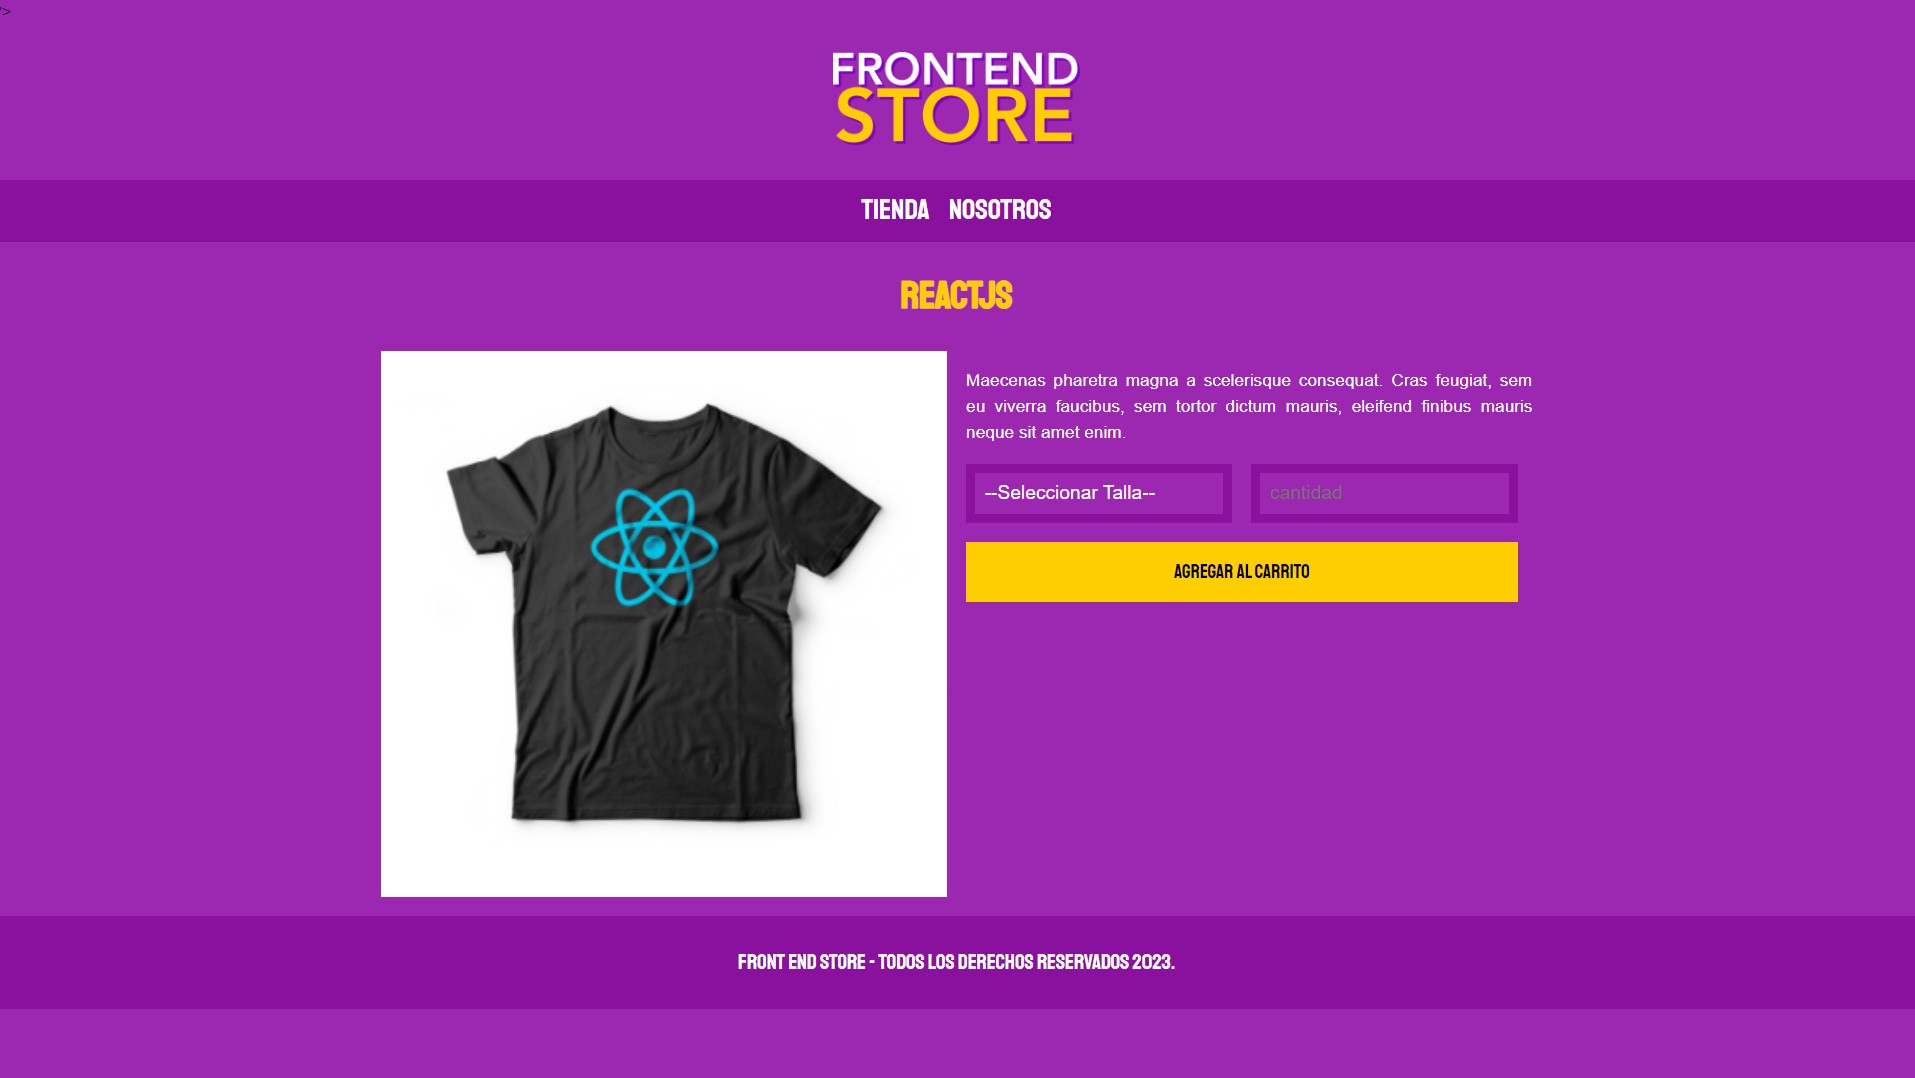 />
FRONTEND
STORE
TIENDA NOSOTROS
REACTJS
Maecenas pharetra magna a scelerisque consequat. Cras feugiat, sem
eu viverra faucibus, sem tortor dictum mauris, eleifend finibus mauris
neque sit amet enim.
--Seleccionar Talla-- cantidad
AGREGAR AL CARRITO
FRONT END STORE - TODOS LOS DERECHOS RESERVADOS 2023.